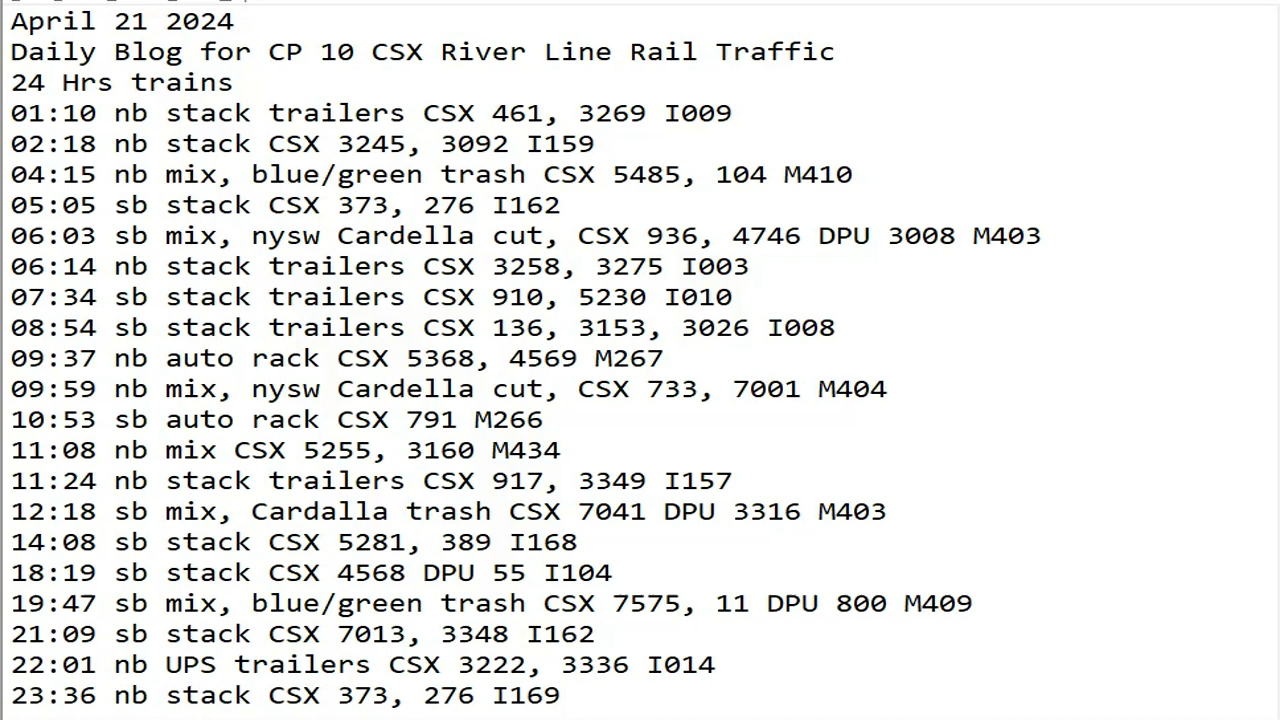 April 21 2024
Daily Blog for CP 10 CSX River Line Rail Traffic
24 Hrs trains
01:10 nb stack trailers CSX 461, 3269 I009
02:18 nb stack CSX 3245, 3092 I159
04:15 nb mix, blue/green trash CSX 5485, 104 M410
05:05 sb stack CSX 373, 276 I162
06:03 sb mix, nysw Cardella cut, CSX 936, 4746 DPU 3008 M403
06:14 nb stack trailers CSX 3258, 3275 I003
07:34 sb stack trailers CSX 910, 5230 I010
08:54 sb stack trailers CSX 136, 3153, 3026 I008
09:37 nb auto rack CSX 5368, 4569 M267
09:59 nb mix, nysw Cardella cut, CSX 733, 7001 M404
10:53 sb auto rack CSX 791 M266
11:08 nb mix CSX 5255, 3160 M434
11:24 nb stack trailers CSX 917, 3349 I157
12:18 sb mix, Cardalla trash CSX 7041 DPU 3316 M403
14:08 sb stack CSX 5281, 389 I168
18:19 sb stack CSX 4568 DPU 55 I104
19:47 sb mix, blue/green trash CSX 7575, 11 DPU 800 M409
21:09 sb stack CSX 7013, 3348 I162
22:01 nb UPS trailers CSX 3222, 3336 I014
23:36 nb stack CSX 373, 276 I169